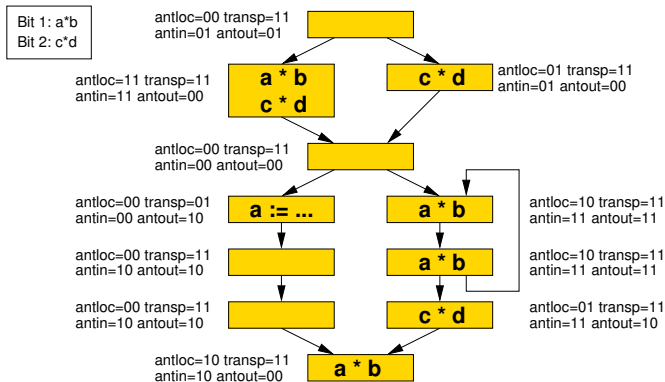 Bit 1: a*b
Bit 2: c*d
antloc=00 transp=11
antin=01 antout=01
antloc=11 transp=11
antin=11 antout=00
a * b
c * d
c * d
antloc=01 transp=11
antin=01 antout=00
antloc=00 transp=11
antin=00 antout=00
antloc=00 transp=01
antin=00 antout=10
a := ...
a * b
antloc=10 transp=11
antin=11 antout=11
antloc=00 transp=11
antin=10 antout=10
a * b
antloc=10 transp=11
antin=11 antout=11
antloc=00 transp=11
antin=10 antout=10
c * d
antloc=01 transp=11
antin=11 antout=10
antloc=10 transp=11
antin=10 antout=00
a * b